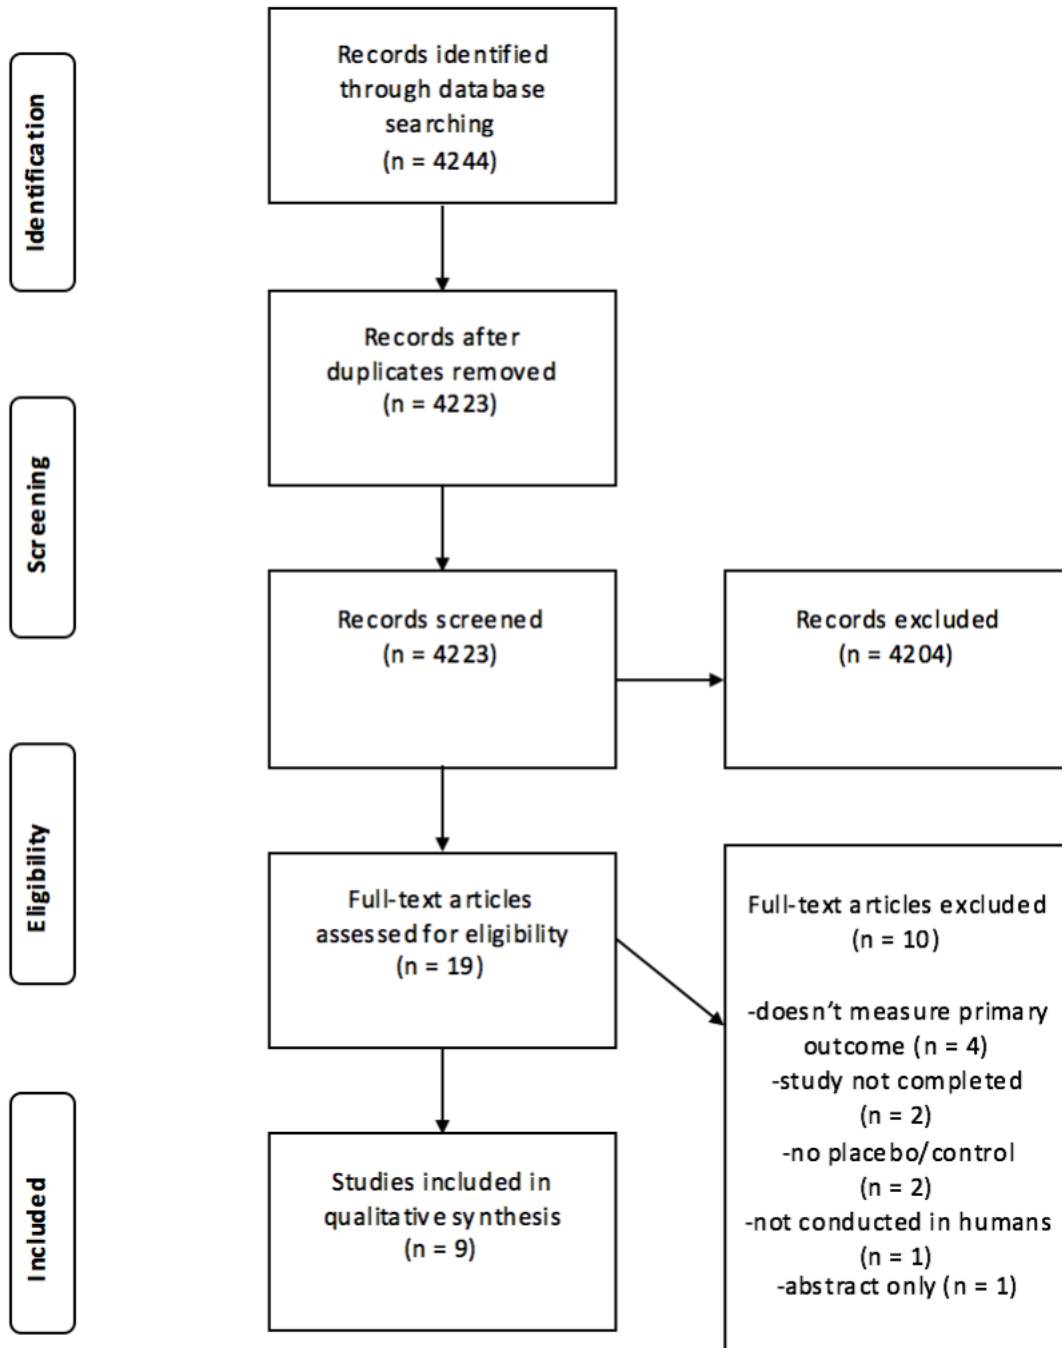 Identification
Records identified
through database
searching
(n = 4244)
Records after
duplicates removed
(n = 4223)
Screening
Records screened
(n = 4223)
Records excluded
(n = 4204)
Eligibility
Full-text articles
assessed for eligibility
(n = 19)
Full-text articles excluded
(n = 10)
-doesn't measure primary
outcome (n = 4)
-study not completed
(n = 2)
-no placebo/control
(n = 2)
-not conducted in humans
(n = 1)
-abstract only (n = 1)
Included
Studies included in
qualitative synthesis
(n = 9)